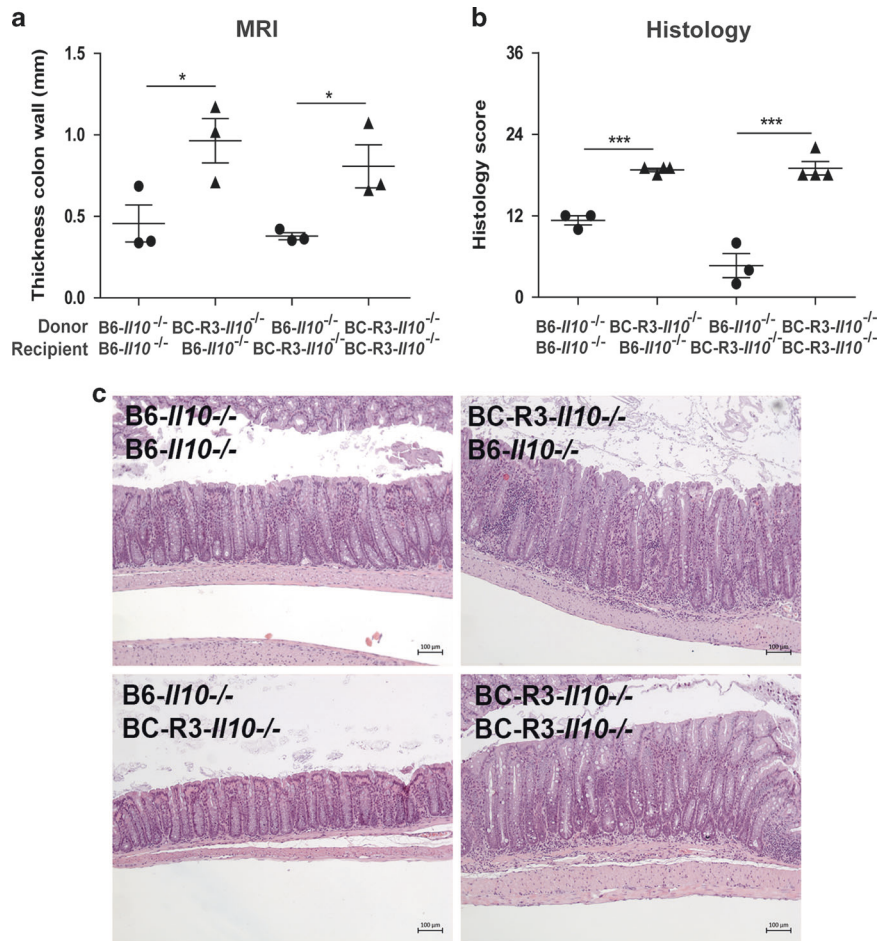 a
MRI
Thickness colon wall (mm)
1.5
1.0
0.5
0.0
*
*
Donor B6-Il10-/- BC-R3-Il10-/- B6-Il10-/- BC-R3-Il10-/-
Recipient B6-Il10-/- B6-Il10-/- BC-R3-Il10-/- BC-R3-Il10-/-
b
Histology
Histology score
36
24
12
0
***
***
B6-Il10-/- BC-R3-Il10-/- B6-Il10-/- BC-R3-Il10-/-
B6-Il10-/- B6-Il10-/- BC-R3-Il10-/- BC-R3-Il10-/-
c
B6-Il10-/-
B6-Il10-/-
100 µm
BC-R3-Il10-/-
B6-Il10-/-
100 µm
B6-Il10-/-
BC-R3-Il10-/-
100 µm
BC-R3-Il10-/-
BC-R3-Il10-/-
100 µm